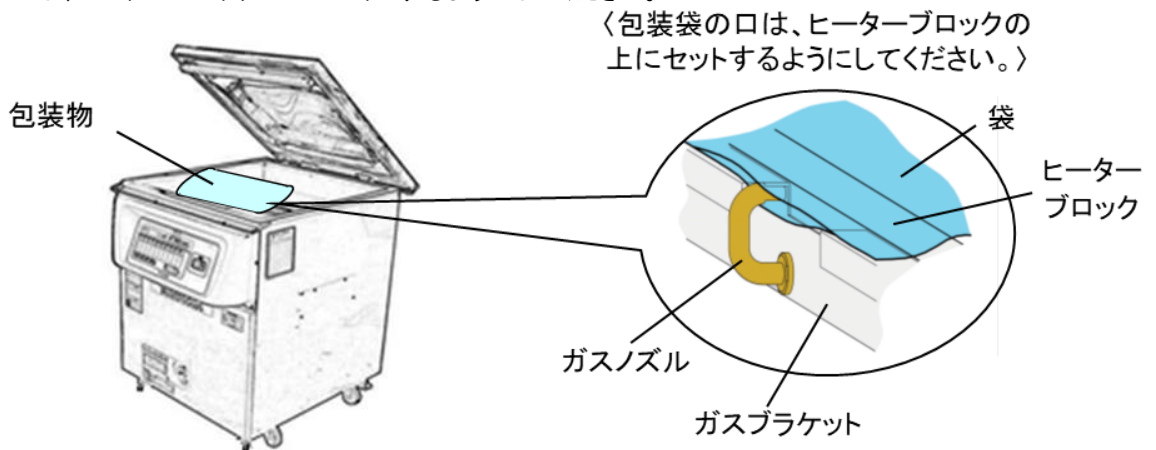 〈包装袋の口は、ヒーターブロックの
上にセットするようにしてください。〉
包装物
袋
ヒーター
ブロック
ガスノズル
ガスブラケット